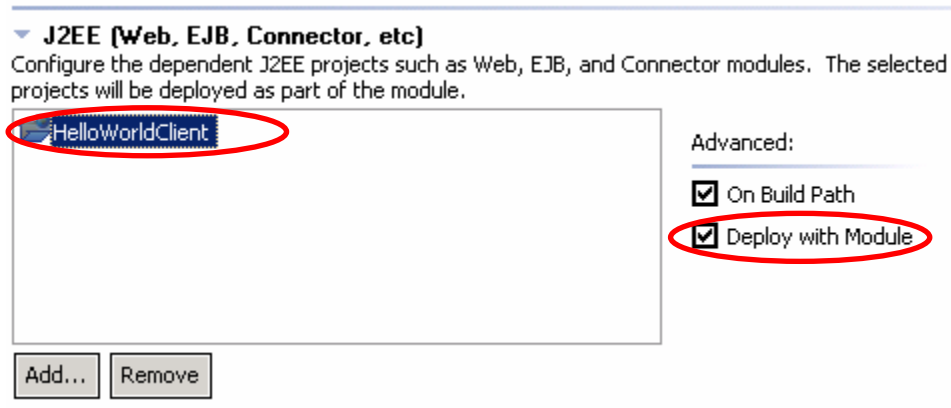 J2EE (Web, EJB, Connector, etc)
Configure the dependent J2EE projects such as Web, EJB, and Connector modules. The selected
projects will be deployed as part of the module.
HelloWorldClient
Advanced:
On Build Path
Deploy with Module
Add... Remove